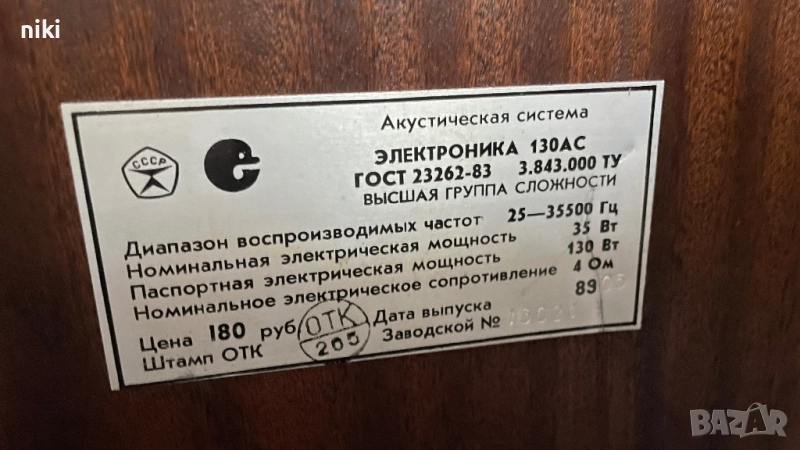 niki
Акустическая система
СССР
ЭЛЕКТРОНИКА 130АС
ГОСТ 23262-83 3.843.000 ТУ
ВЫСШАЯ ГРУППА СЛОЖНОСТИ
Диапазон воспроизводимых частот 25—35500 Гц
Номинальная электрическая мощность 35 Вт
Паспортная электрическая мощность 130 Вт
Номинальное электрическое сопротивление 4 Ом
Цена 180 руб Дата выпуска 89
Штамп ОТК ОТК 205 Заводской №
BAZAR